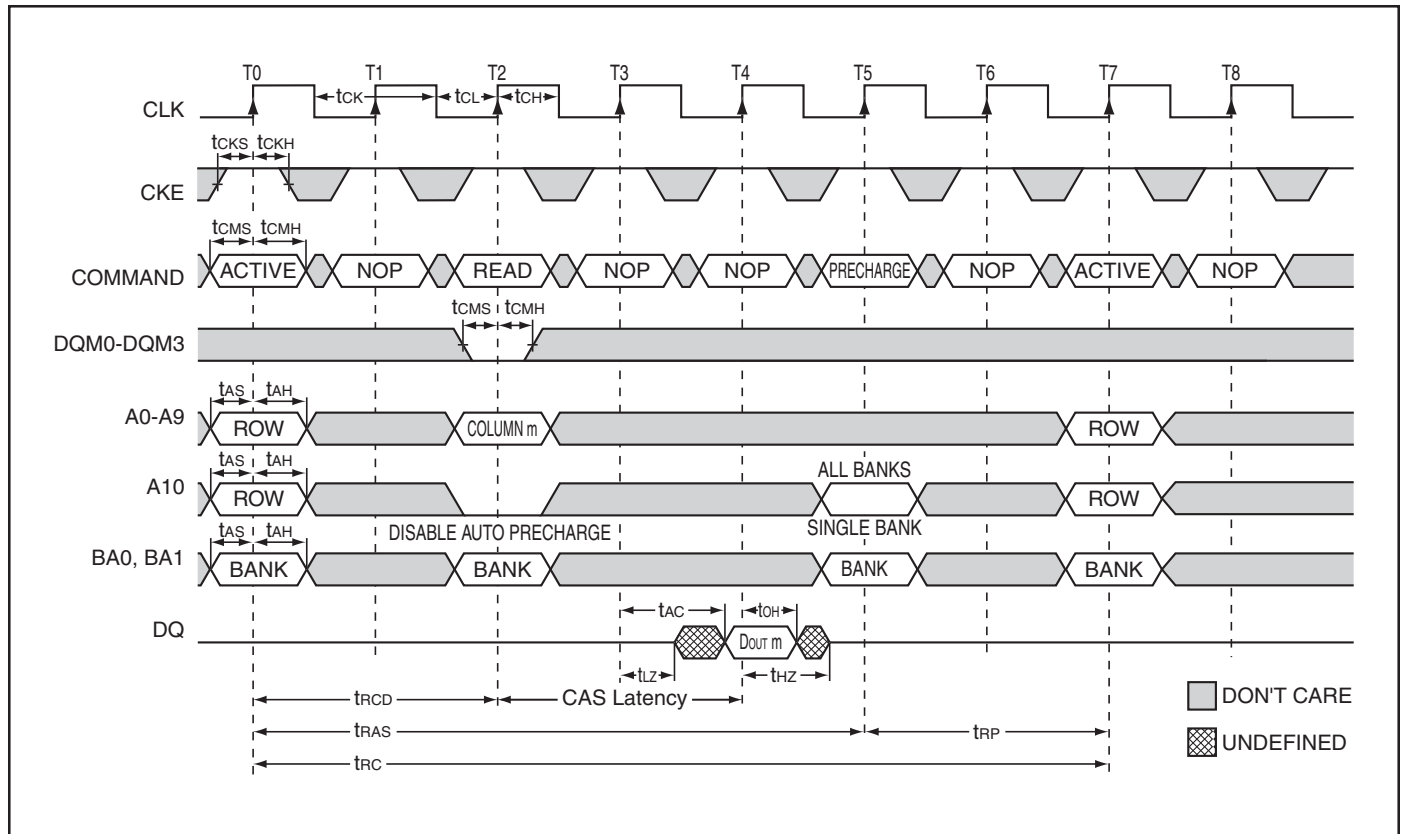 T0 T1 T2 T3 T4 T5 T6 T7 T8
CLK tCK tCL tCH
tCKS tCKH
CKE
tCMS tCMH
COMMAND ACTIVE NOP READ NOP NOP PRECHARGE NOP ACTIVE NOP
tCMS tCMH
DQM0-DQM3
tAS tAH
A0-A9 ROW COLUMN m ROW
tAS tAH ALL BANKS
A10 ROW ROW
DISABLE AUTO PRECHARGE SINGLE BANK
tAS tAH
BA0, BA1 BANK BANK BANK BANK
tAC tOH
DQ DOUT m
tLZ tHZ
tRCD CAS Latency
DON'T CARE
tRAS tRP
UNDEFINED
tRC